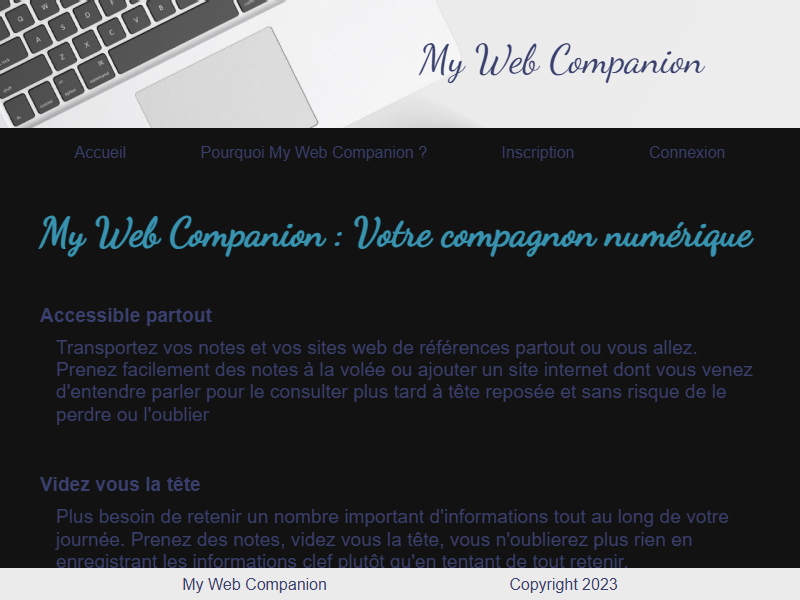 My Web Companion
Accueil
Pourquoi My Web Companion ?
Inscription
Connexion
My Web Companion : Votre compagnon numérique
Accessible partout
Transportez vos notes et vos sites web de références partout ou vous allez.
Prenez facilement des notes à la volée ou ajouter un site internet dont vous venez
d'entendre parler pour le consulter plus tard à tête reposée et sans risque de le
perdre ou l'oublier
Videz vous la tête
Plus besoin de retenir un nombre important d'informations tout au long de votre
journée. Prenez des notes, videz vous la tête, vous n'oublierez plus rien en
enregistrant les informations clef plutôt qu'en tentant de tout retenir.
My Web Companion
Copyright 2023